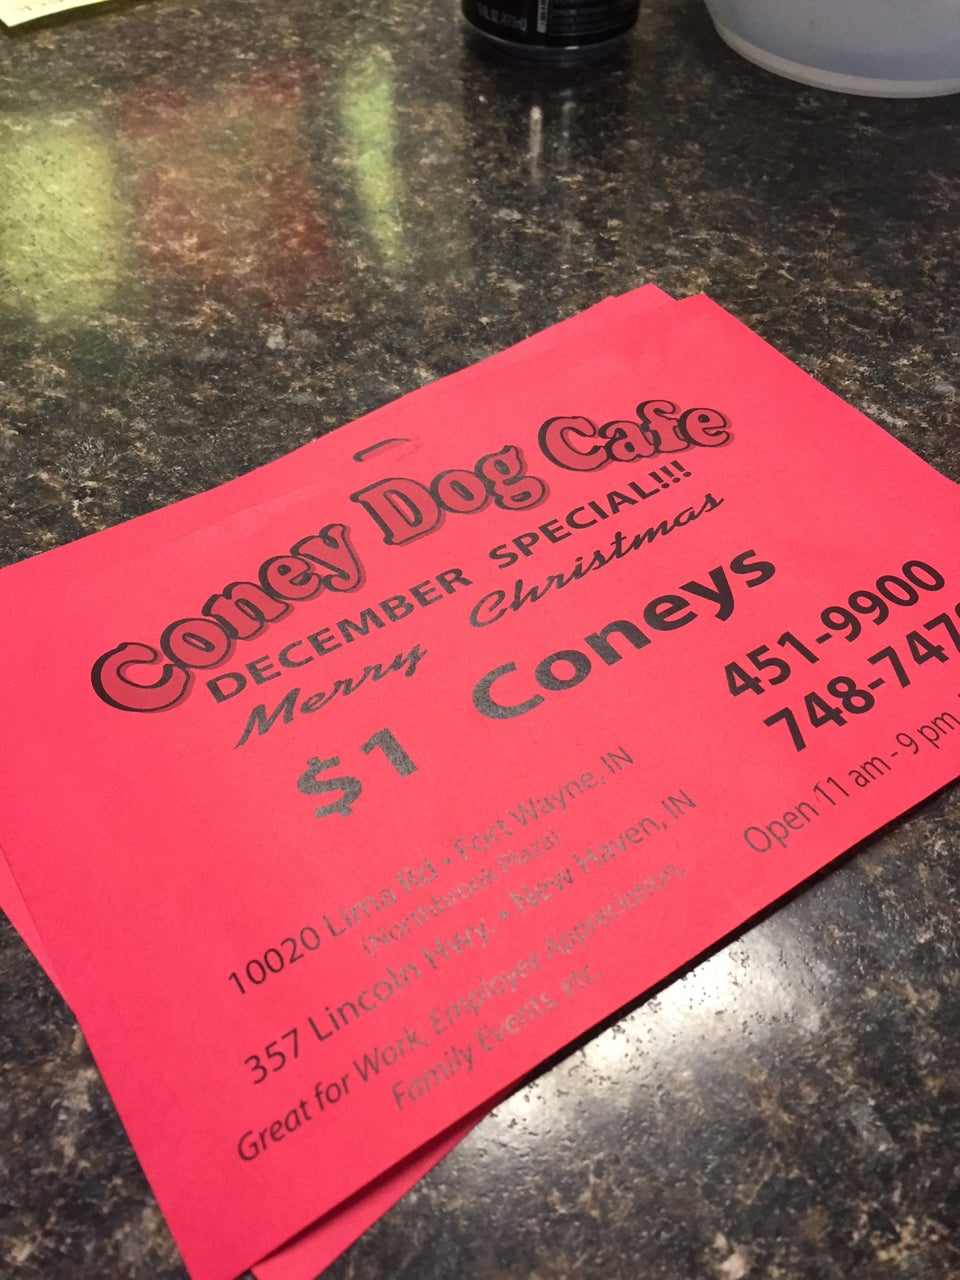 Coney Dog Cafe
DECEMBER SPECIAL!!!
Merry Christmas
$1 Coneys
10020 Lima Rd • Fort Wayne, IN
451-9900
(Northbrook Plaza)
357 Lincoln Hwy. • New Haven, IN
748-747
Great for Work, Employee Appreciation,
Family Events, etc.
Open 11 am - 9 pm